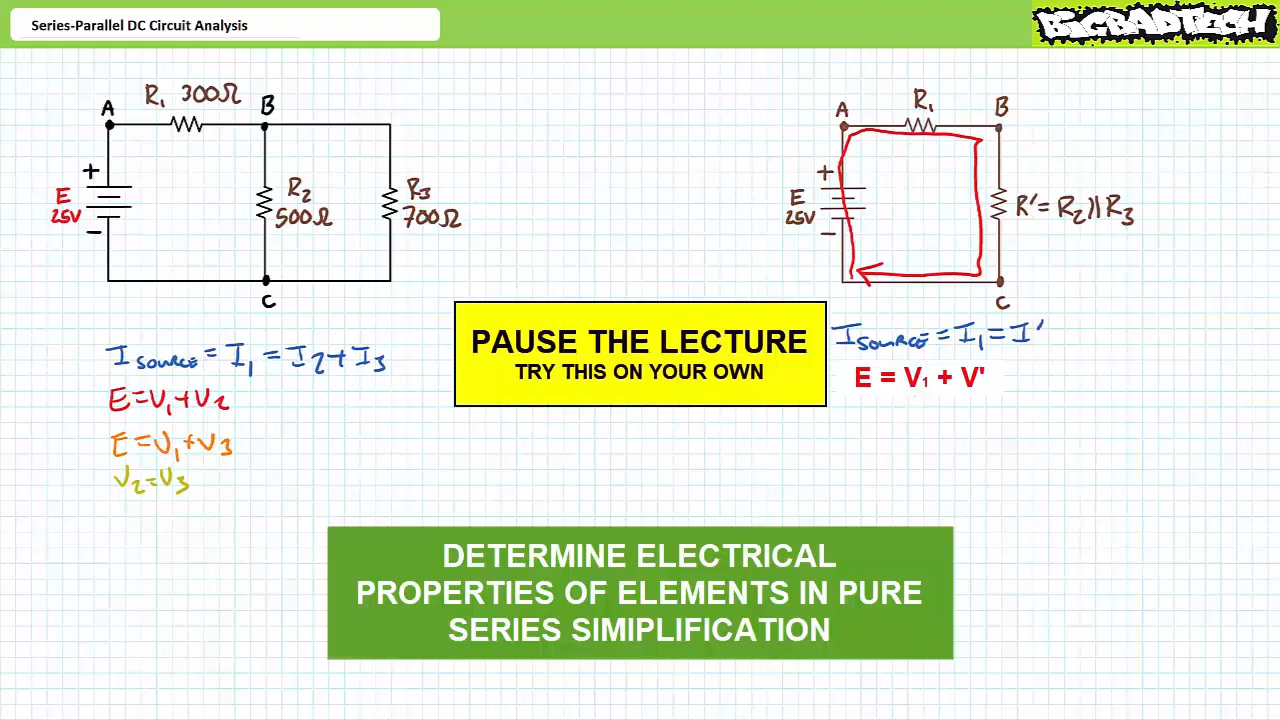 Series-Parallel DC Circuit Analysis
BIGBADTECH
A
R₁ 300Ω
B
+
E
25V
−
R₂
500Ω
R₃
700Ω
C
A
R₁
B
+
E
25V
−
R' = R₂ || R₃
C
I SOURCE = I₁ = I₂ + I₃
E = V₁ + V₂
E = V₁ + V₃
V₂ = V₃
PAUSE THE LECTURE
TRY THIS ON YOUR OWN
I SOURCE = I₁ = I'
E = V₁ + V'
DETERMINE ELECTRICAL
PROPERTIES OF ELEMENTS IN PURE
SERIES SIMIPLIFICATION